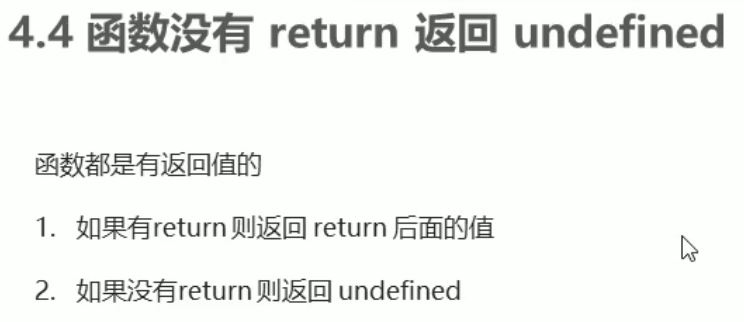 4.4 函数没有 return 返回 undefined
函数都是有返回值的
1. 如果有return 则返回 return 后面的值
2. 如果没有return 则返回 undefined